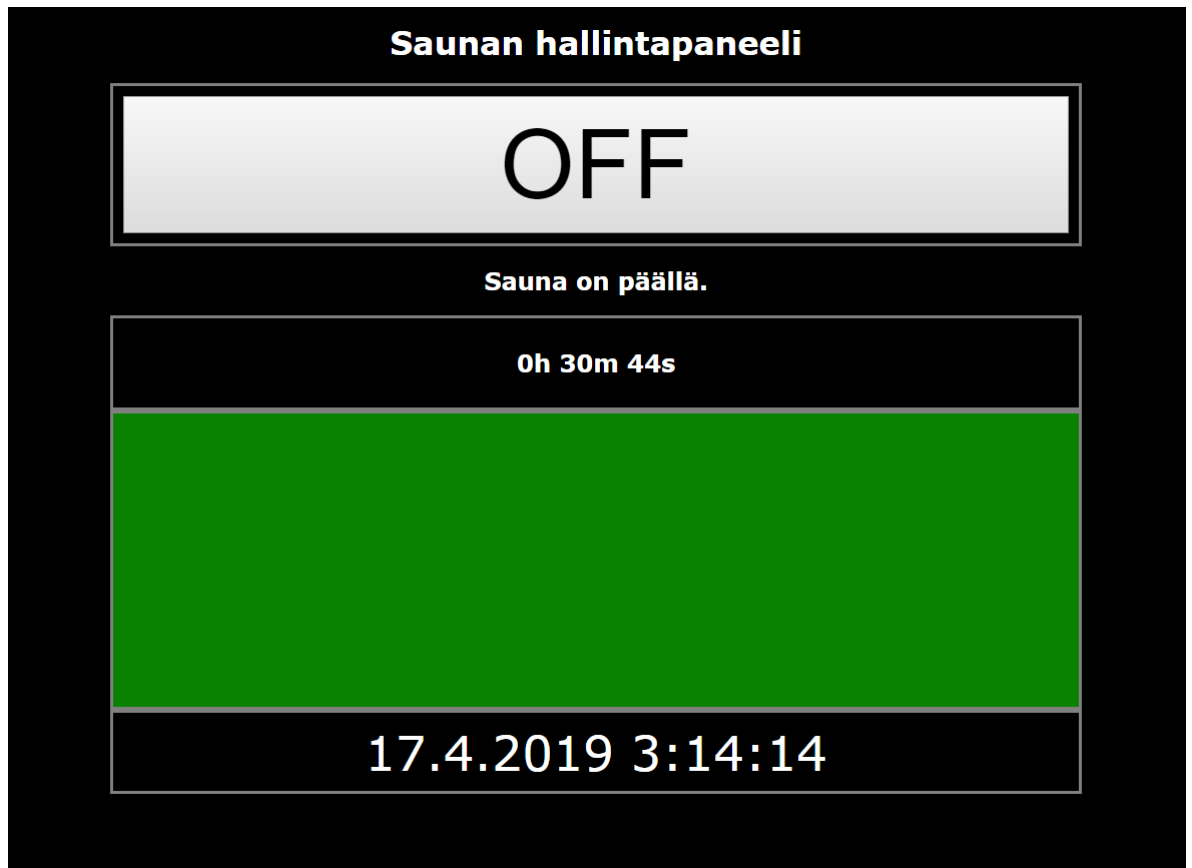 Saunan hallintapaneeli
OFF
Sauna on päällä.
0h 30m 44s
17.4.2019 3:14:14